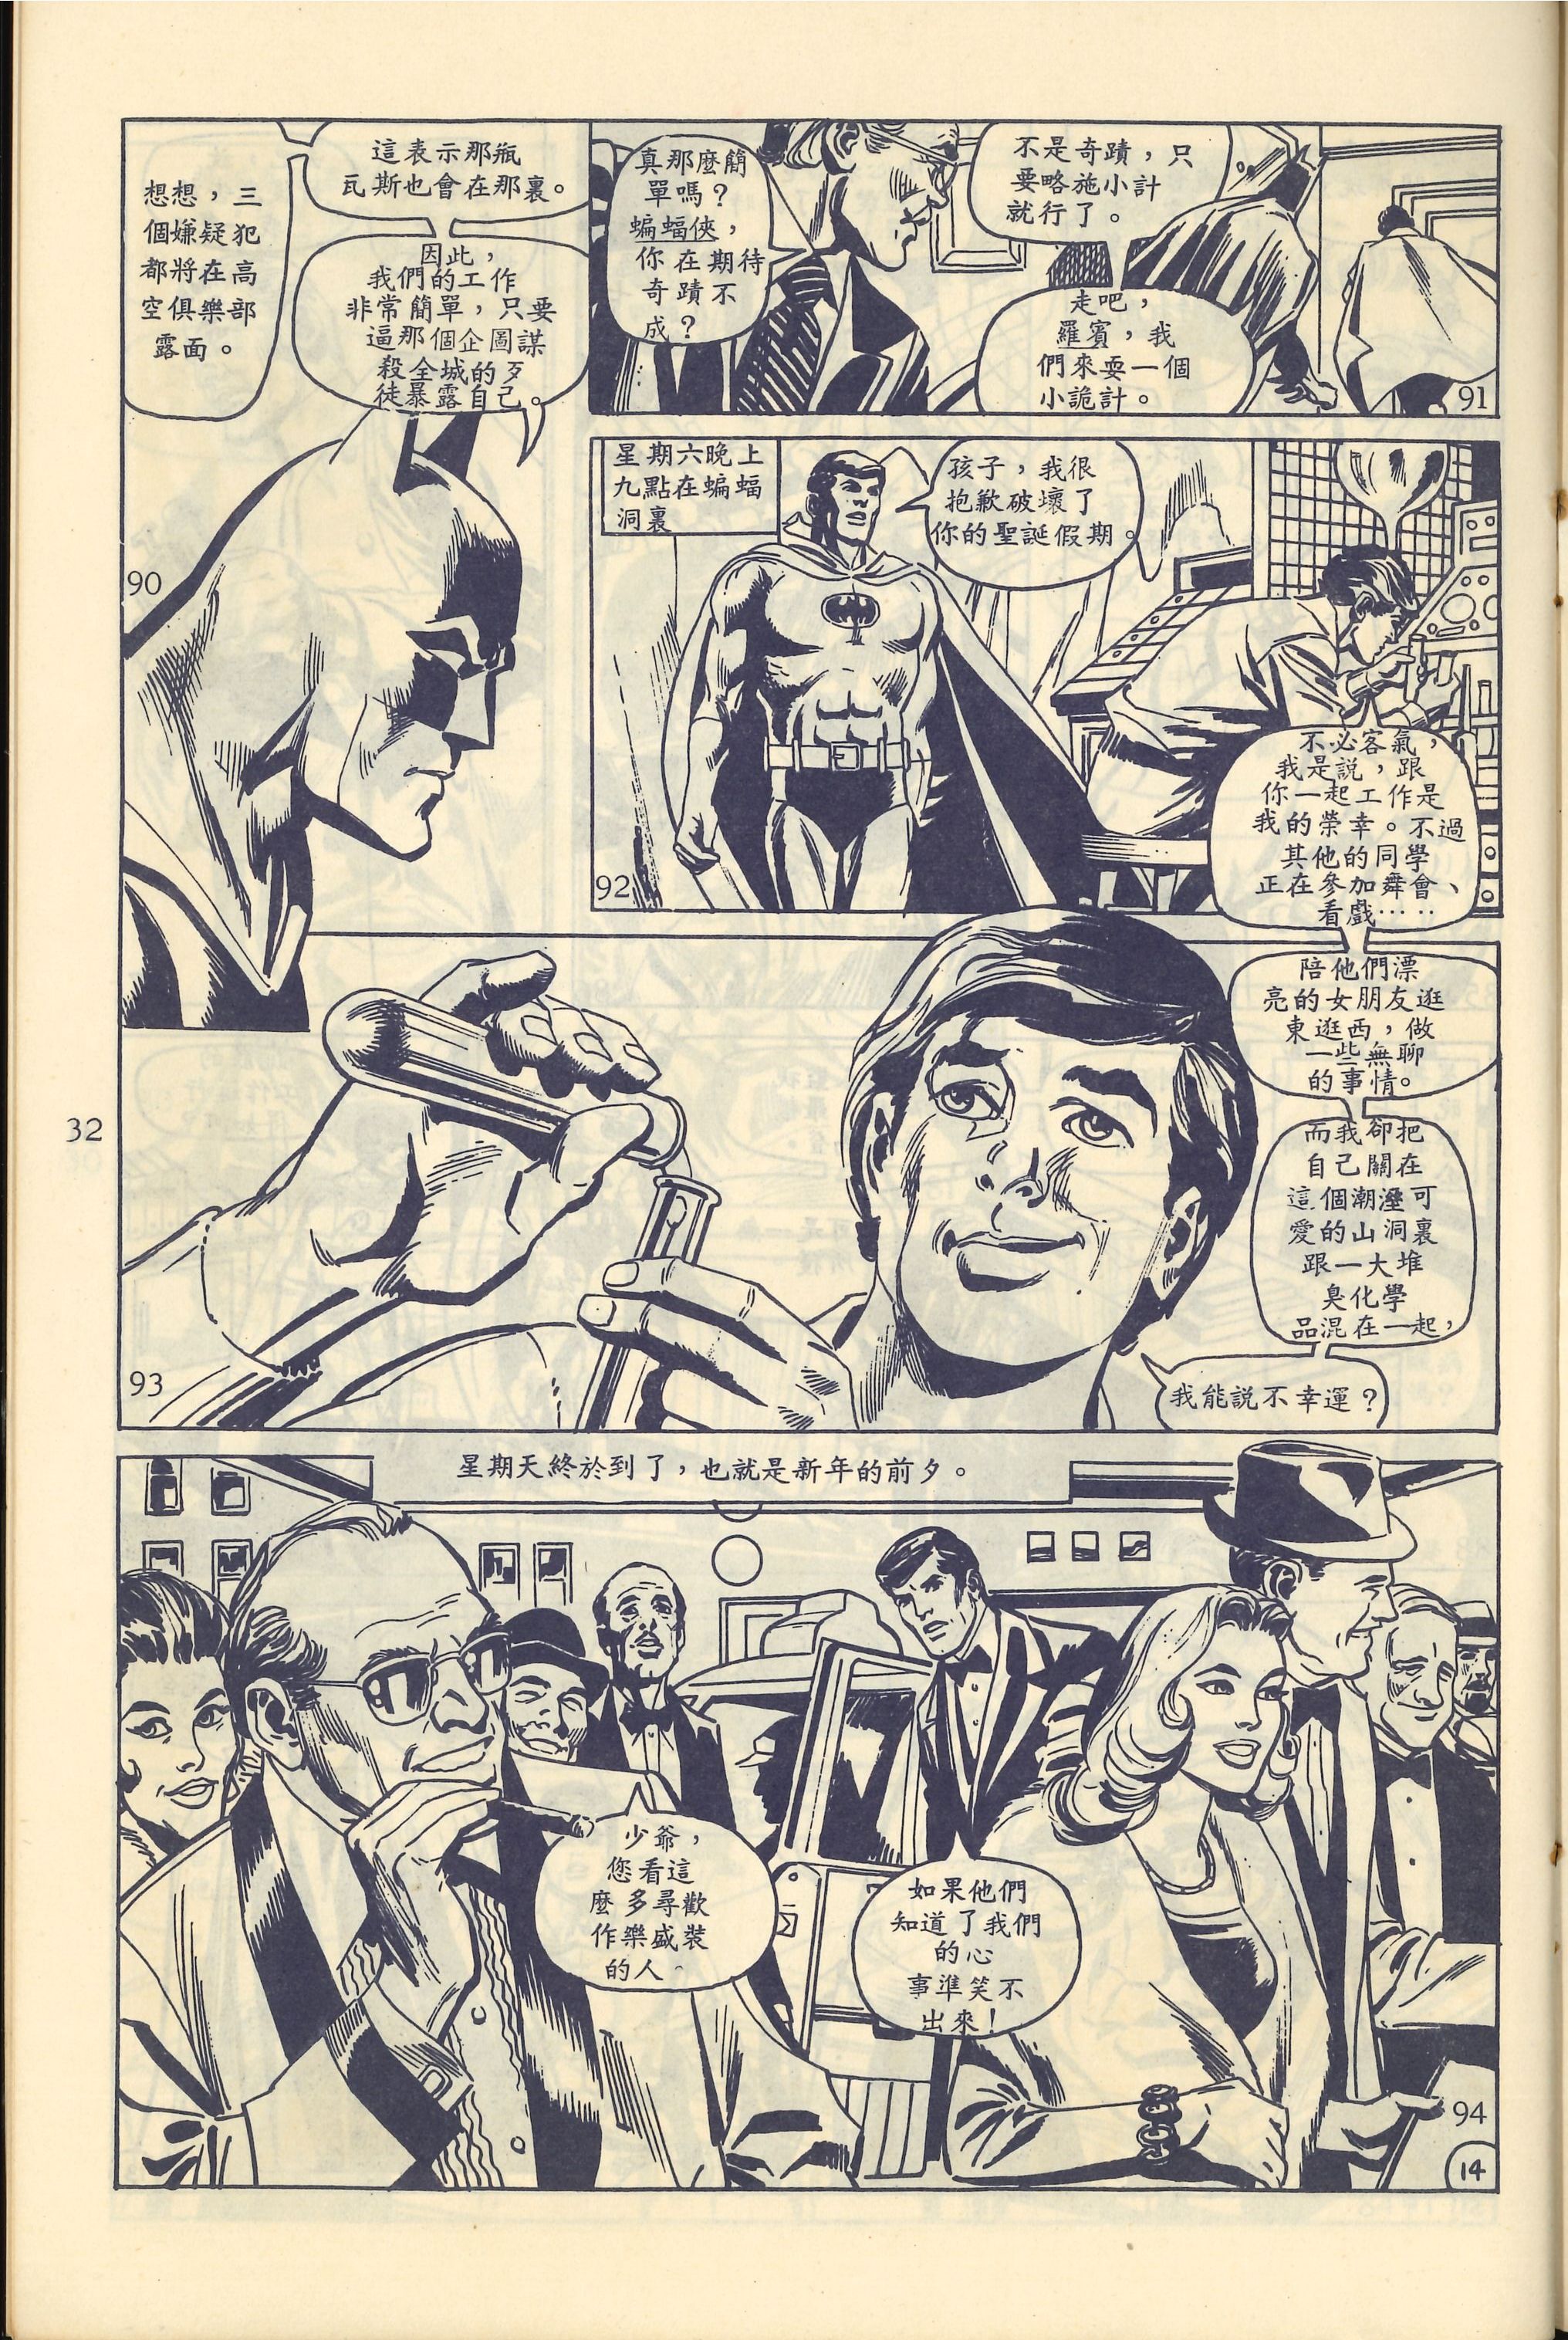 想想，三
個嫌疑犯
都將在高
空俱樂部
露面。
這表示那瓶
瓦斯也會在那裏。
因此，
我們的工作
非常簡單，只要
逼那個企圖謀
殺全城的歹
徒暴露自己。
90
真那麼簡
單嗎？
蝙蝠俠，
你在期待
奇蹟不
成？
不是奇蹟，只
要略施小計
就行了。
走吧，
羅賓，我
們來耍一個
小詭計。
91
星期六晚上
九點在蝙蝠
洞裏
孩子，我很
抱歉破壞了
你的聖誕假期。
不必客氣，
我是説，跟
你一起工作是
我的榮幸。不過
其他的同學
正在參加舞會、
看戲……
92
陪他們漂
亮的女朋友逛
東逛西，做
一些無聊
的事情。
而我卻把
自己關在
這個潮溼可
愛的山洞裏
跟一大堆
臭化學
品混在一起，
我能説不幸運？
93
32
星期天終於到了，也就是新年的前夕。
少爺，
您看這
麼多尋歡
作樂盛裝
的人。
如果他們
知道了我們
的心
事準笑不
出來！
94
14